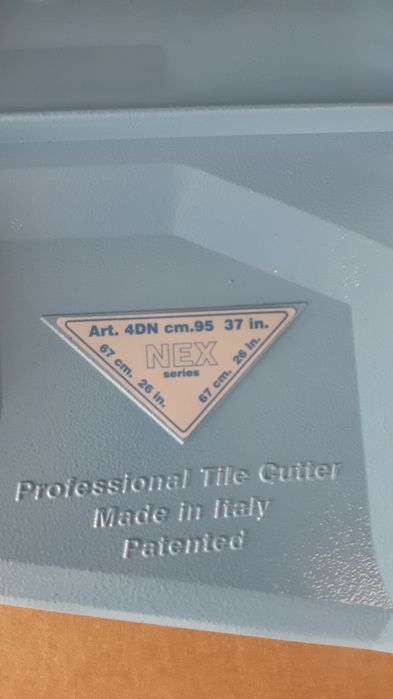 Art. 4DN cm.95 37 in.
NEX
series
67 cm. 26 in.
67 cm. 26 in.
Professional Tile Cutter
Made in Italy
Patented